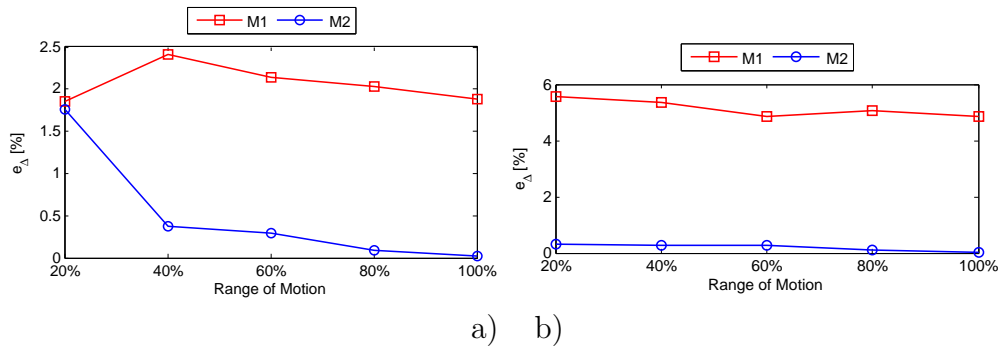 M1 M2
2.5
2
1.5
1
0.5
0
e_Δ [%]
20% 40% 60% 80% 100%
Range of Motion
M1 M2
6
4
2
0
e_Δ [%]
20% 40% 60% 80% 100%
Range of Motion
a) b)